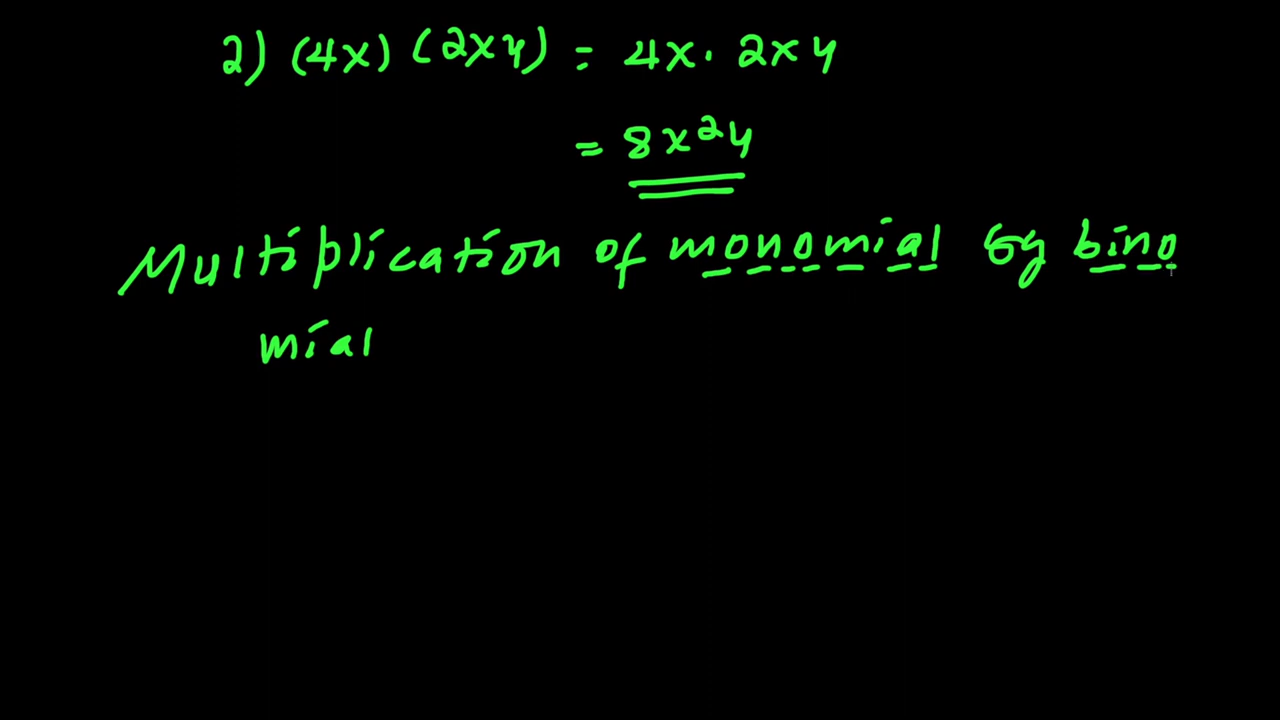 2) (4x) (2xy) = 4x. 2xy
= 8x²y
Multiplication of monomial by bino
mial